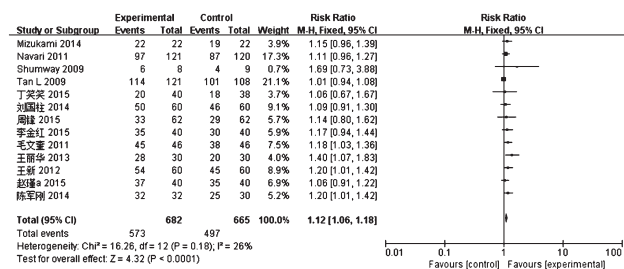 Experimental Control Risk Ratio Risk Ratio
Study or Subgroup Events Total Events Total Weight M-H, Fixed, 95% CI M-H, Fixed, 95% CI
Mizukami 2014 22 22 19 22 3.9% 1.15 [0.96, 1.39]
Navari 2011 97 121 87 120 17.3% 1.11 [0.96, 1.27]
Shumway 2009 6 8 4 9 0.7% 1.69 [0.73, 3.88]
Tan L 2009 114 121 101 108 21.1% 1.01 [0.94, 1.08]
丁笑笑 2015 20 40 18 38 3.6% 1.06 [0.67, 1.67]
刘国柱 2014 50 60 46 60 9.1% 1.09 [0.91, 1.30]
周锋 2015 33 62 29 62 5.7% 1.14 [0.80, 1.62]
李金红 2015 35 40 30 40 5.9% 1.17 [0.94, 1.44]
毛文奎 2011 45 46 38 46 7.5% 1.18 [1.03, 1.36]
王丽华 2013 28 30 20 30 4.0% 1.40 [1.07, 1.83]
王新 2012 54 60 45 60 8.9% 1.20 [1.01, 1.42]
赵瑾a 2015 37 40 35 40 6.9% 1.06 [0.91, 1.22]
陈军刚 2014 32 32 25 30 5.2% 1.20 [1.01, 1.42]
Total (95% CI) 682 665 100.0% 1.12 [1.06, 1.18]
Total events 573 497
Heterogeneity: Chi² = 16.26, df = 12 (P = 0.18); I² = 26%
Test for overall effect: Z = 4.32 (P < 0.0001)
0.01 0.1 1 10 100
Favours [control] Favours [experimental]